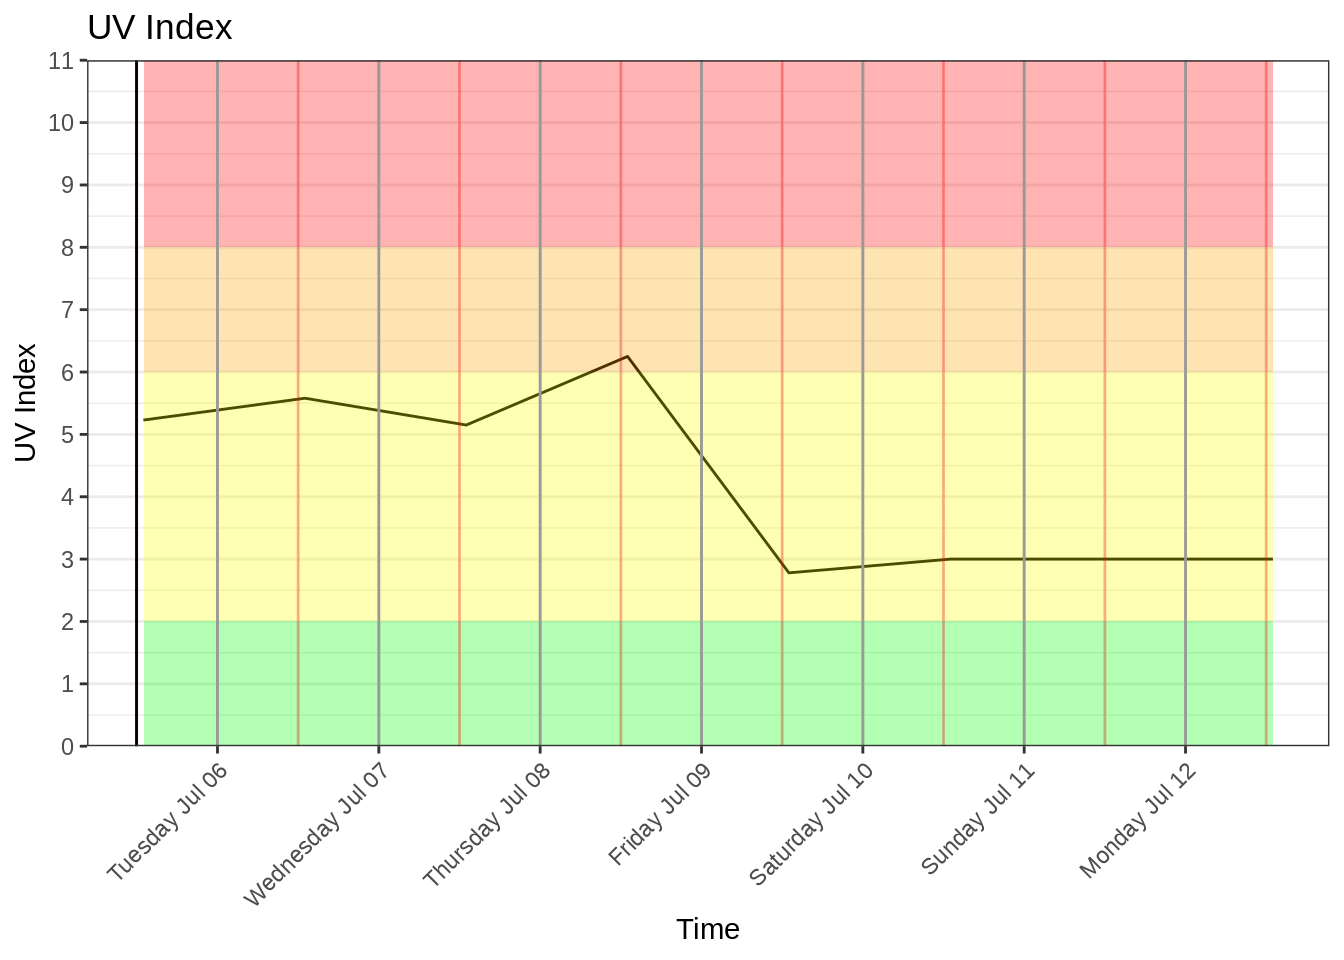 UV Index
11
10
9
8
7
6
5
4
3
2
1
0
UV Index
Tuesday Jul 06
Wednesday Jul 07
Thursday Jul 08
Friday Jul 09
Saturday Jul 10
Sunday Jul 11
Monday Jul 12
Time